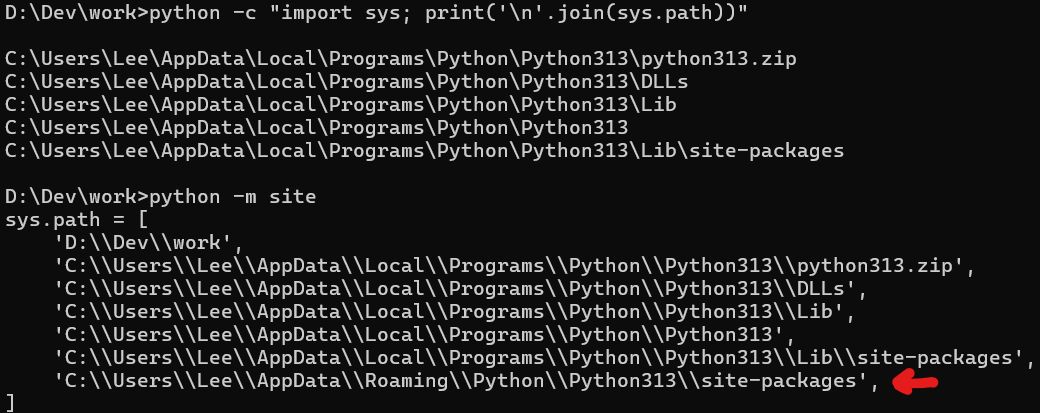 D:\Dev\work>python -c "import sys; print('\n'.join(sys.path))"

C:\Users\Lee\AppData\Local\Programs\Python\Python313\python313.zip
C:\Users\Lee\AppData\Local\Programs\Python\Python313\DLLs
C:\Users\Lee\AppData\Local\Programs\Python\Python313\Lib
C:\Users\Lee\AppData\Local\Programs\Python\Python313
C:\Users\Lee\AppData\Local\Programs\Python\Python313\Lib\site-packages

D:\Dev\work>python -m site
sys.path = [
    'D:\\Dev\\work',
    'C:\\Users\\Lee\\AppData\\Local\\Programs\\Python\\Python313\\python313.zip',
    'C:\\Users\\Lee\\AppData\\Local\\Programs\\Python\\Python313\\DLLs',
    'C:\\Users\\Lee\\AppData\\Local\\Programs\\Python\\Python313\\Lib',
    'C:\\Users\\Lee\\AppData\\Local\\Programs\\Python\\Python313',
    'C:\\Users\\Lee\\AppData\\Local\\Programs\\Python\\Python313\\Lib\\site-packages',
    'C:\\Users\\Lee\\AppData\\Roaming\\Python\\Python313\\site-packages',
]